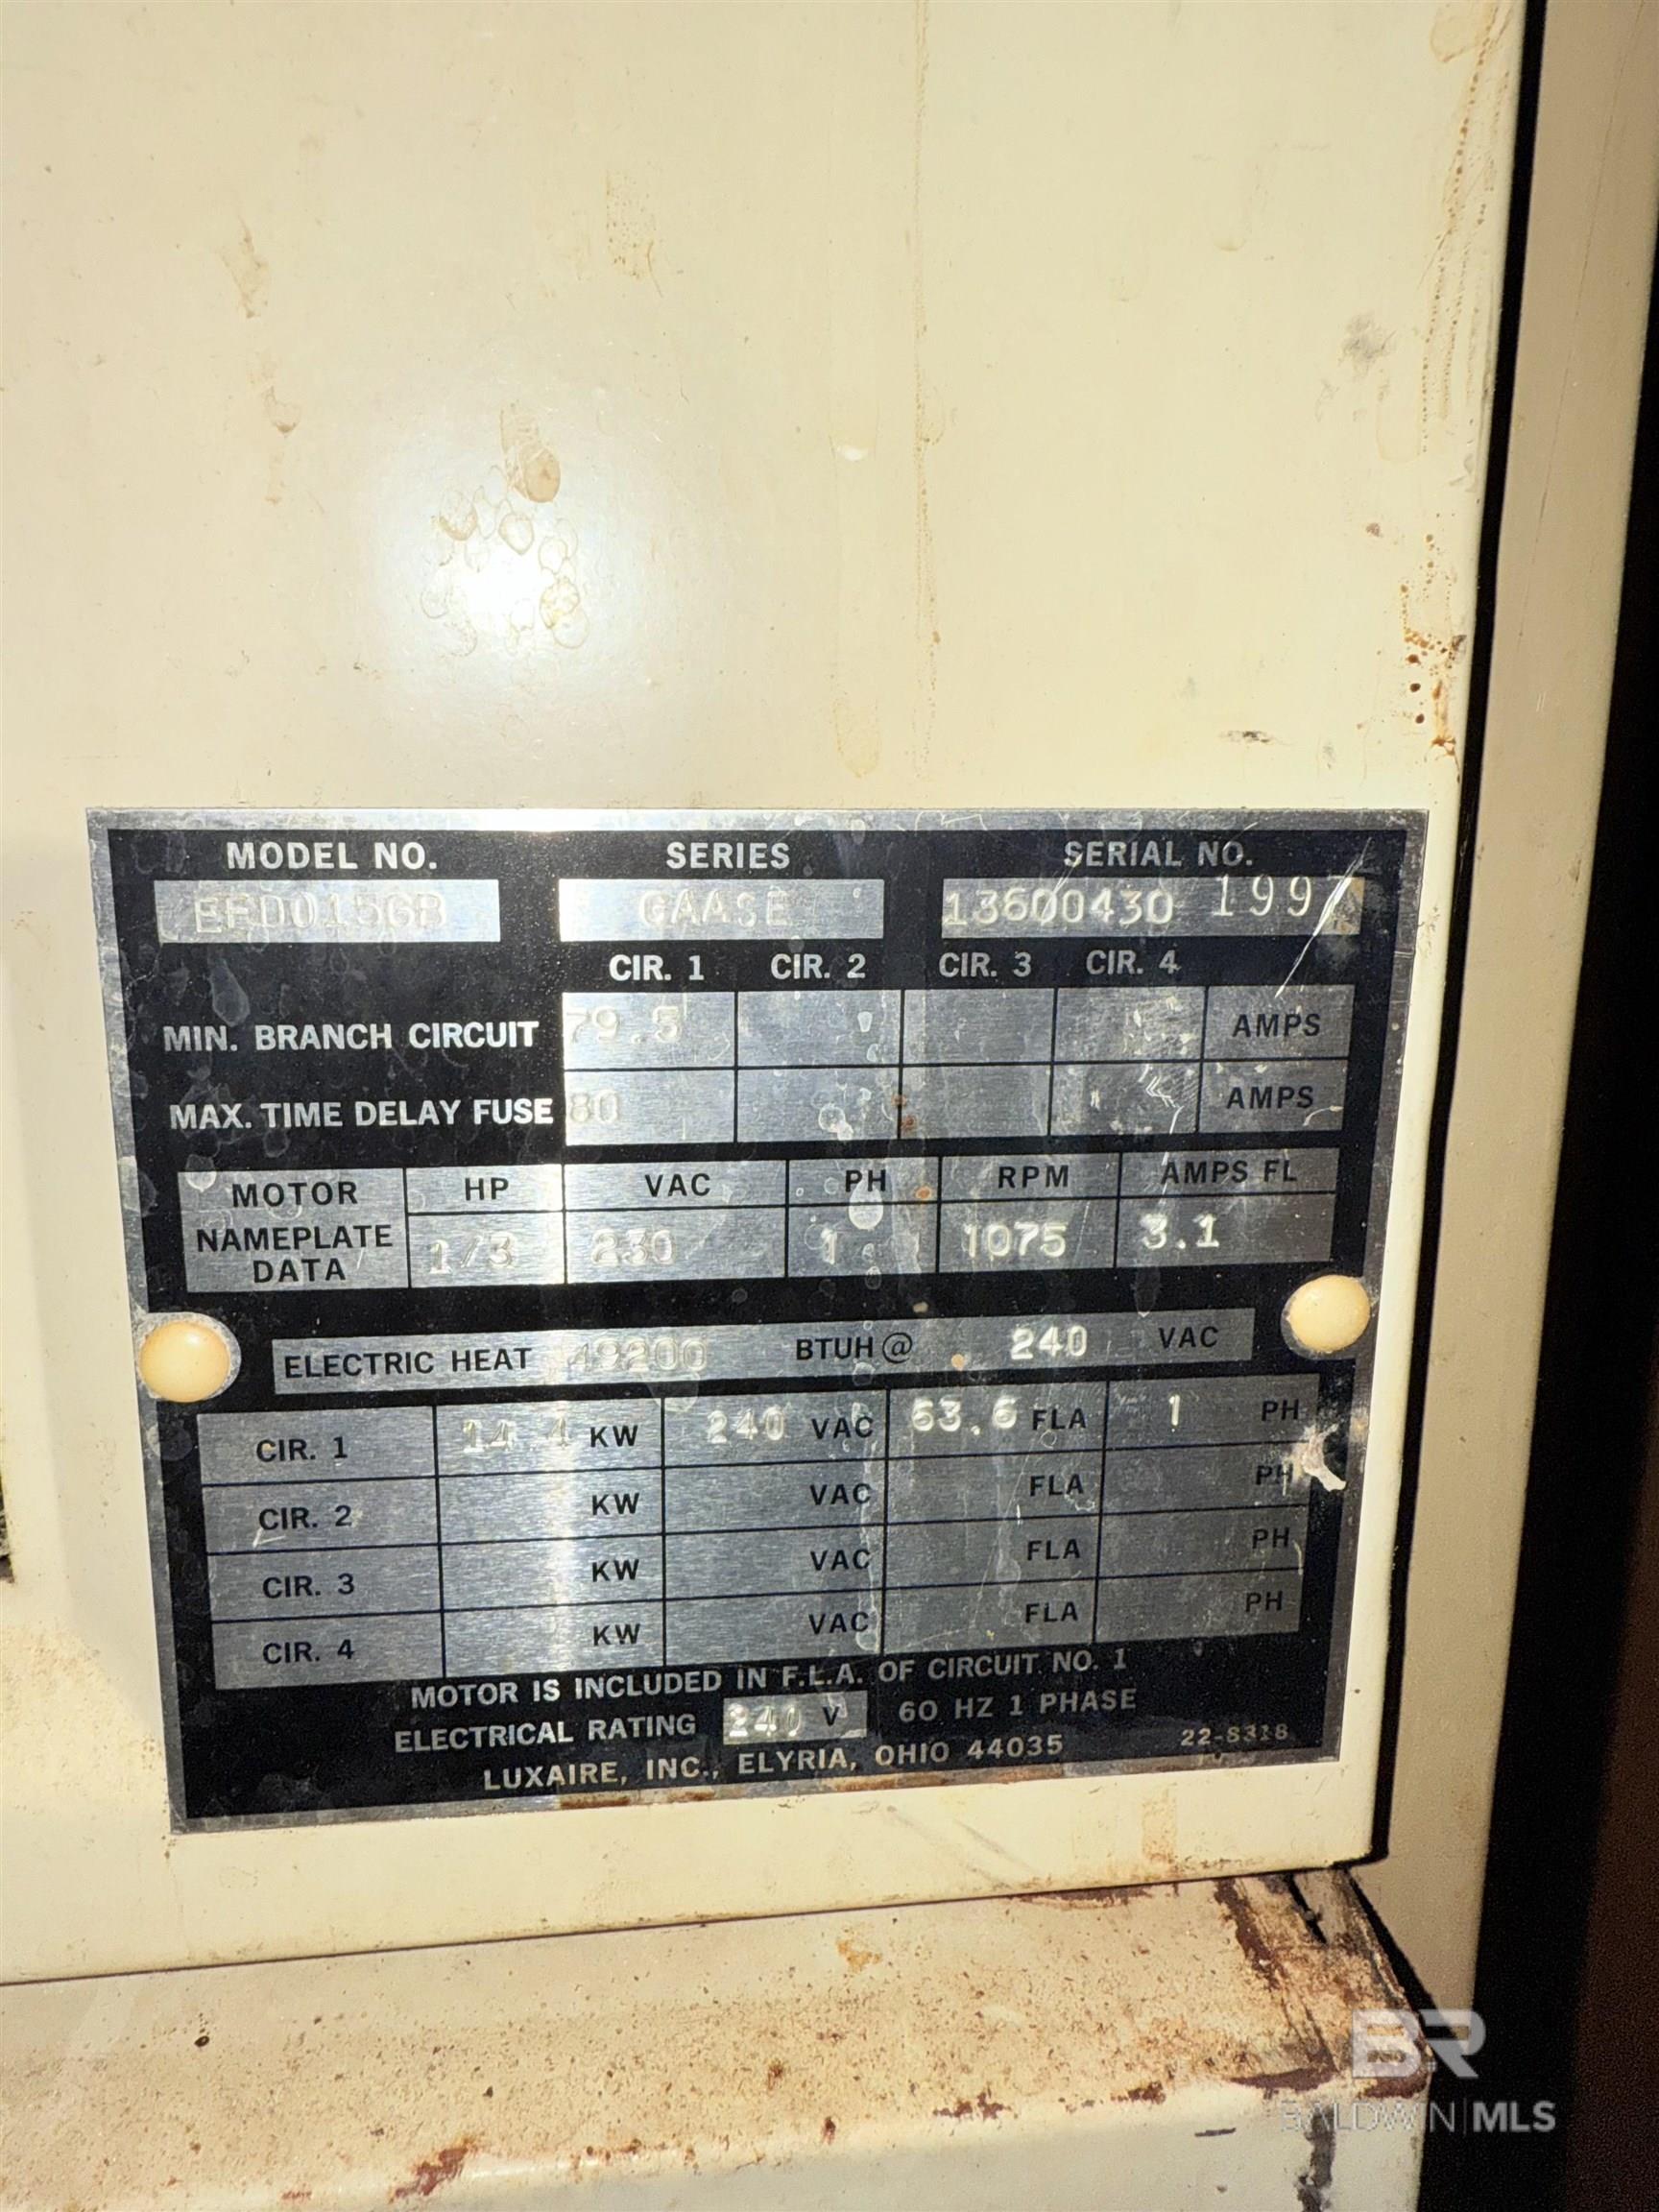 MODEL NO. SERIES SERIAL NO.
EFD015GB GAASE 13600430 1997
CIR. 1 CIR. 2 CIR. 3 CIR. 4
MIN. BRANCH CIRCUIT 79.3 AMPS
MAX. TIME DELAY FUSE 80 AMPS
MOTOR NAMEPLATE DATA HP VAC PH RPM AMPS FL
1/3 230 1 1075 3.1
ELECTRIC HEAT 49200 BTUH@ 240 VAC
CIR. 1 14.4 KW 240 VAC 63.6 FLA 1 PH
CIR. 2 KW VAC FLA PH
CIR. 3 KW VAC FLA PH
CIR. 4 KW VAC FLA PH
MOTOR IS INCLUDED IN F.L.A. OF CIRCUIT NO. 1
ELECTRICAL RATING 240 V 60 HZ 1 PHASE
LUXAIRE, INC., ELYRIA, OHIO 44035 22-8318
BR
BALDWIN|MLS